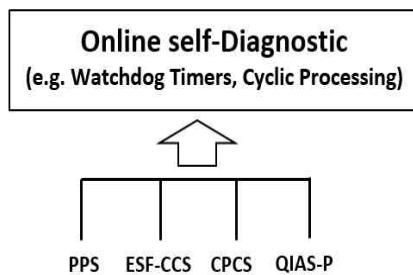 Online self-Diagnostic
(e.g. Watchdog Timers, Cyclic Processing)
PPS ESF-CCS CPCS QIAS-P